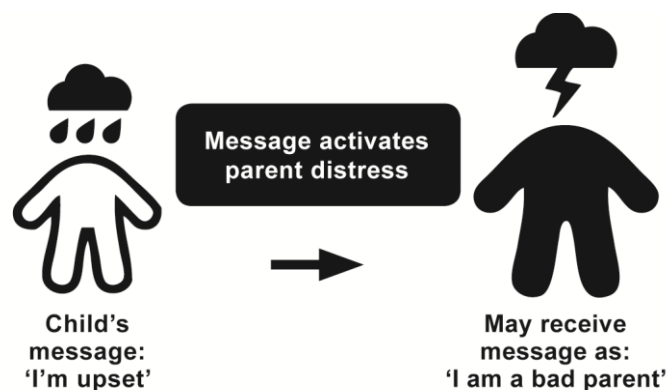 Message activates
parent distress
Child’s
message:
‘I’m upset’
May receive
message as:
‘I am a bad parent’